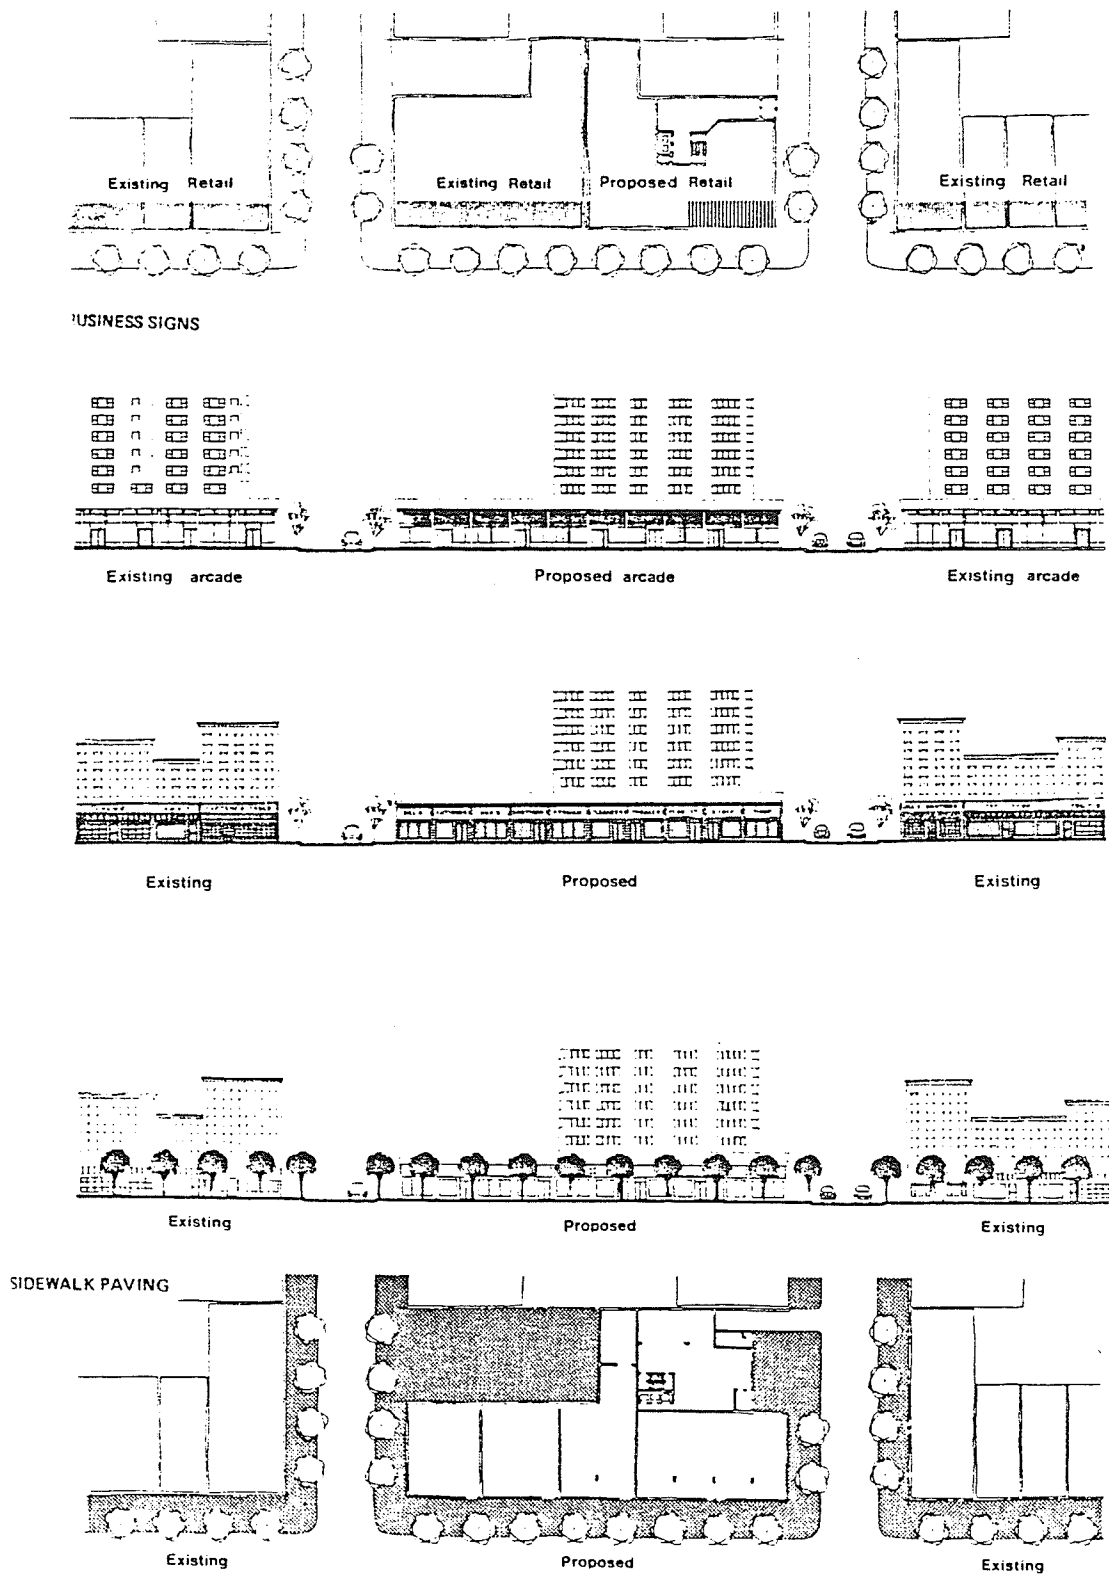 Existing Retail
Existing Retail
Proposed Retail
Existing Retail
USINESS SIGNS
Existing arcade
Proposed arcade
Existing arcade
Existing
Proposed
Existing
Existing
Proposed
Existing
SIDEWALK PAVING
Existing
Proposed
Existing